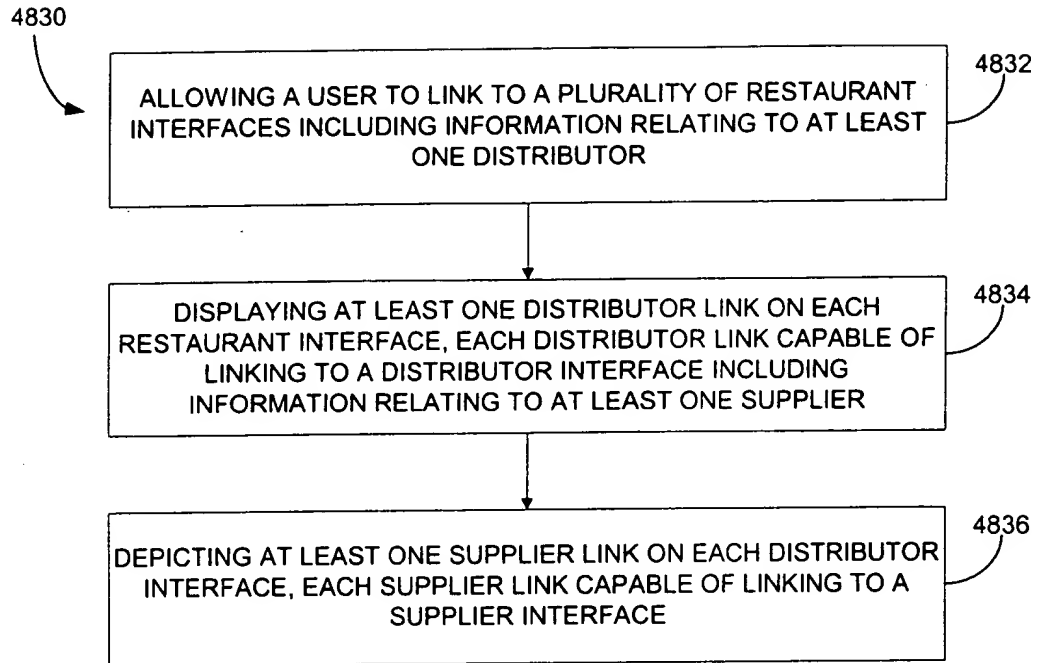 4830
4832
ALLOWING A USER TO LINK TO A PLURALITY OF RESTAURANT
INTERFACES INCLUDING INFORMATION RELATING TO AT LEAST
ONE DISTRIBUTOR
4834
DISPLAYING AT LEAST ONE DISTRIBUTOR LINK ON EACH
RESTAURANT INTERFACE, EACH DISTRIBUTOR LINK CAPABLE OF
LINKING TO A DISTRIBUTOR INTERFACE INCLUDING
INFORMATION RELATING TO AT LEAST ONE SUPPLIER
4836
DEPICTING AT LEAST ONE SUPPLIER LINK ON EACH DISTRIBUTOR
INTERFACE, EACH SUPPLIER LINK CAPABLE OF LINKING TO A
SUPPLIER INTERFACE